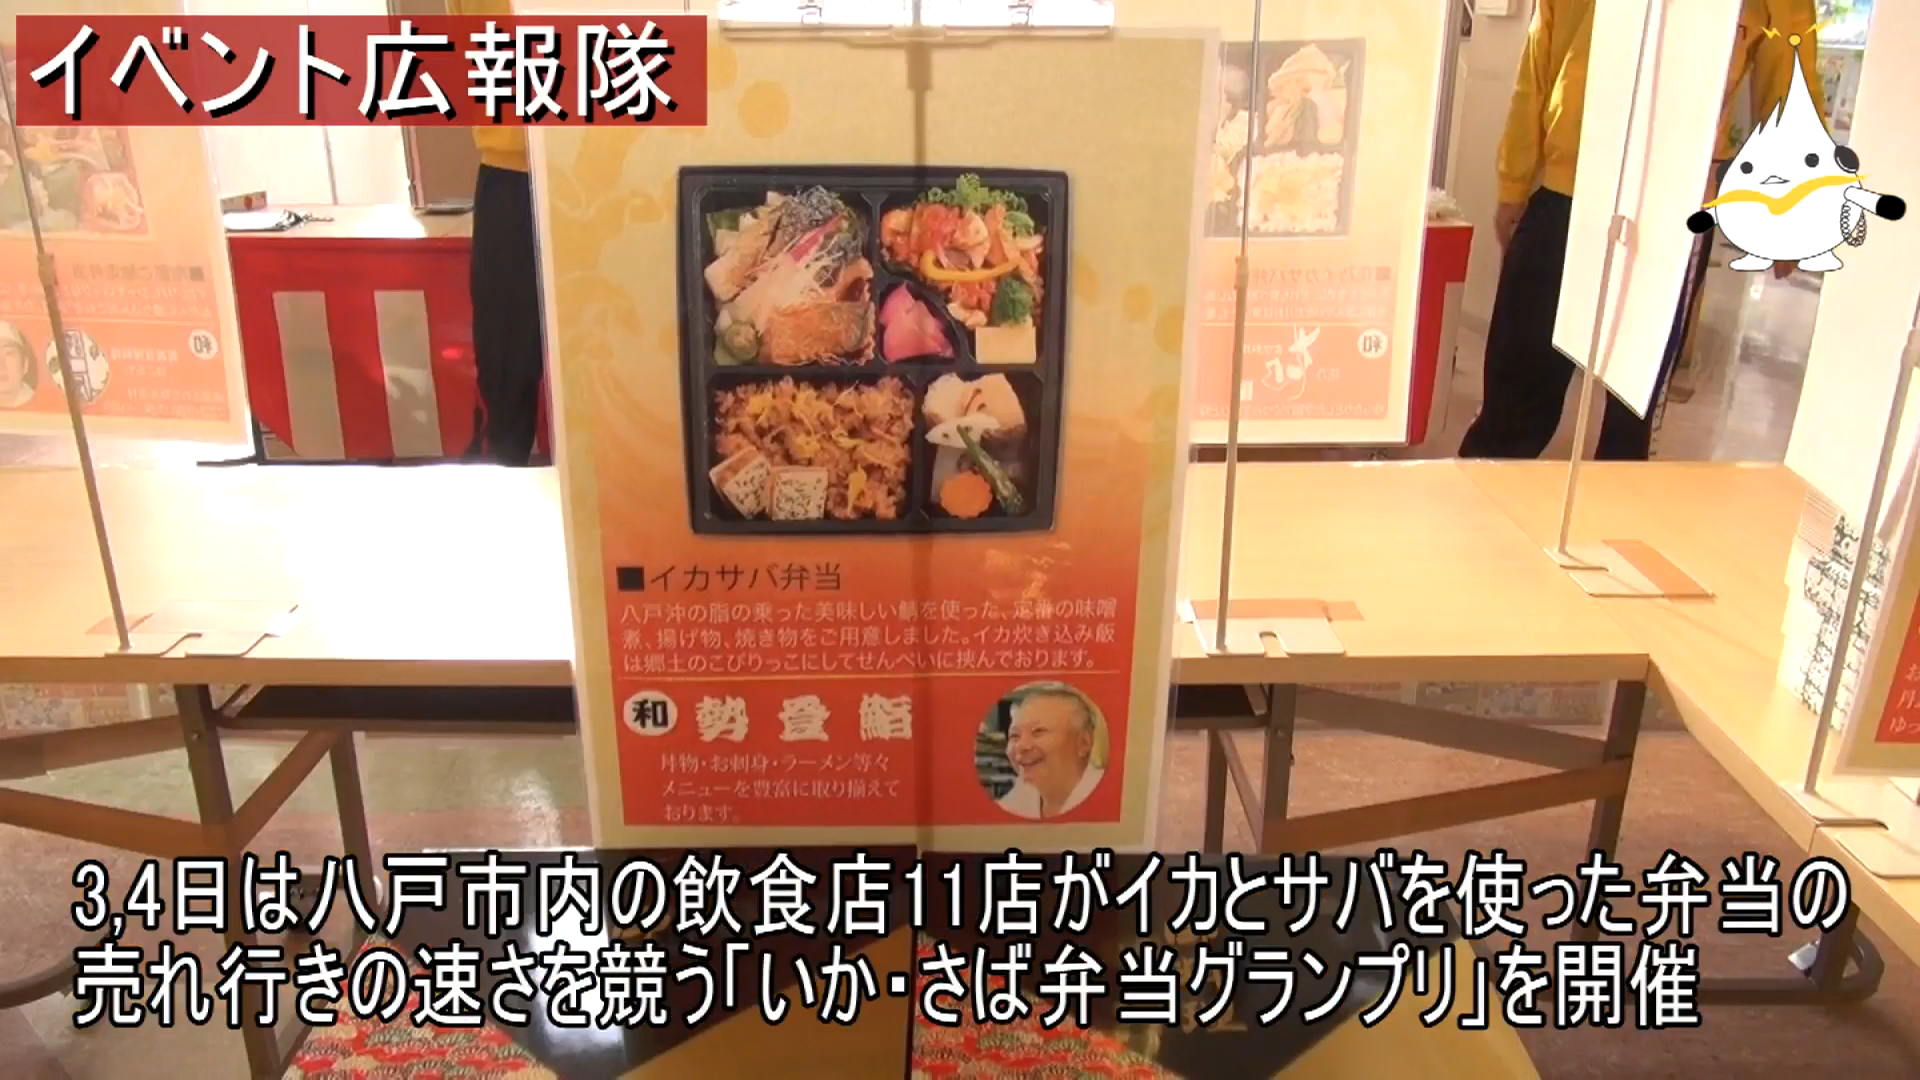 イベント広報隊
■イカサバ弁当
八戸沖の脂の乗った美味しい鯖を使った、定番の味噌
煮、揚げ物、焼き物をご用意しました。イカ炊き込み飯
は郷土のこびりっこにしてせんべいに挟んでおります。
和 勢登鮨
丼物・お刺身・ラーメン等々
メニューを豊富に取り揃えて
おります。
和
和
3,4日は八戸市内の飲食店11店がイカとサバを使った弁当の
売れ行きの速さを競う「いか・さば弁当グランプリ」を開催